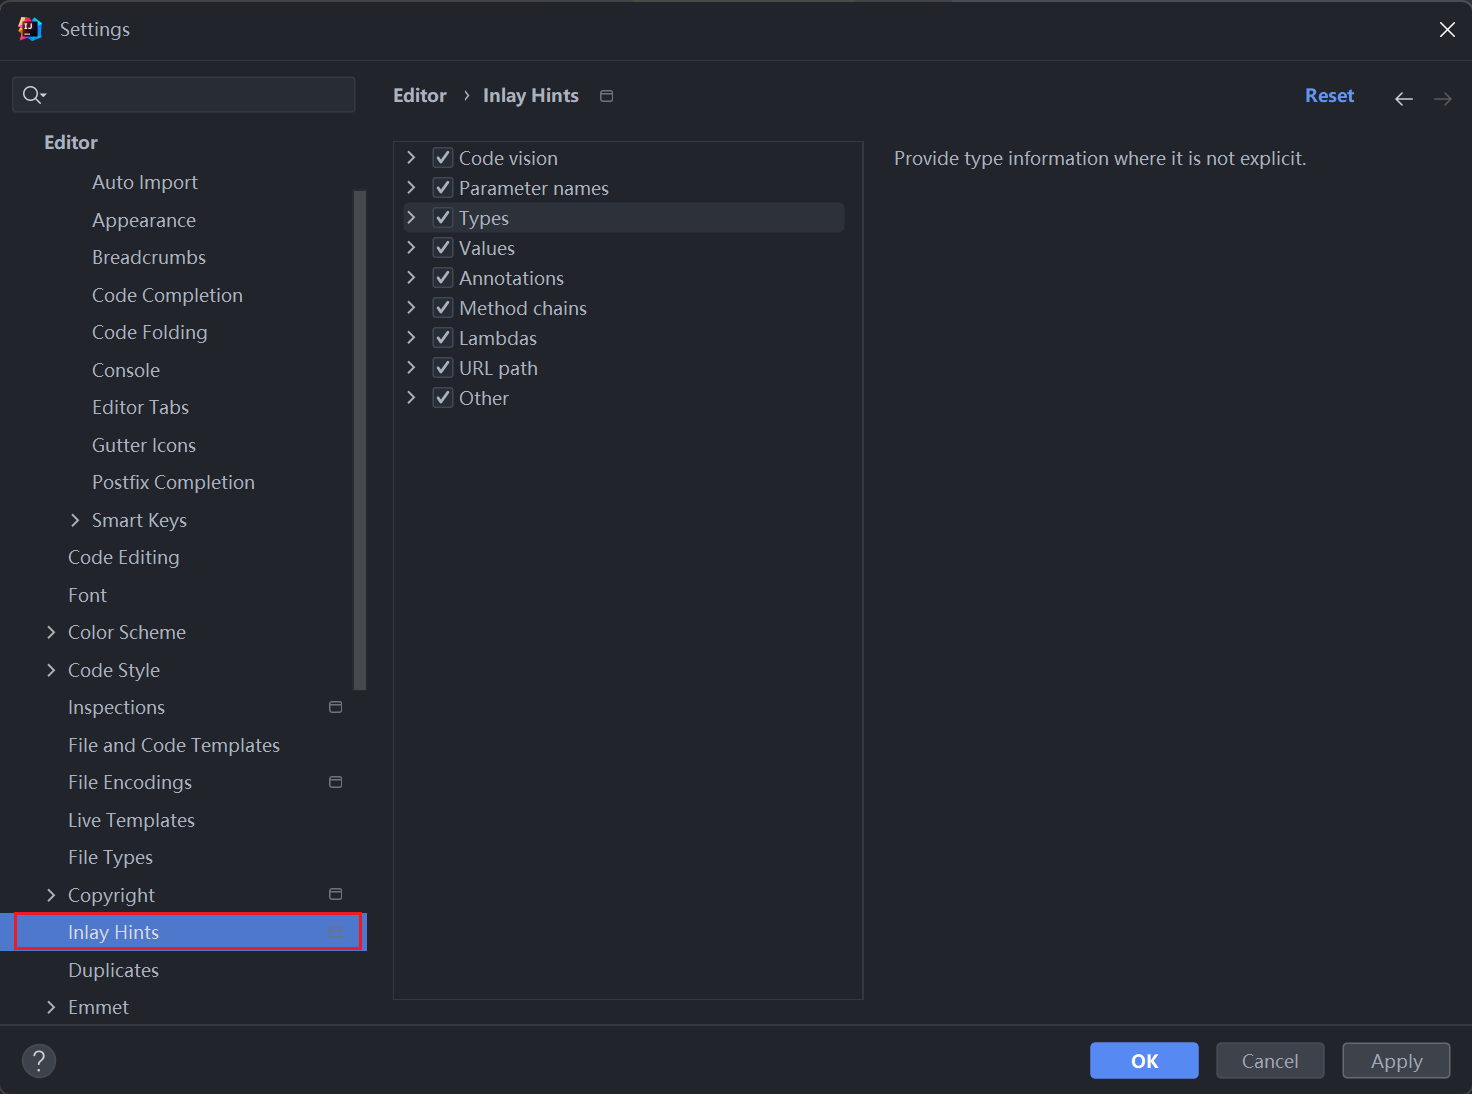 Settings
Editor
Auto Import
Appearance
Breadcrumbs
Code Completion
Code Folding
Console
Editor Tabs
Gutter Icons
Postfix Completion
Smart Keys
Code Editing
Font
Color Scheme
Code Style
Inspections
File and Code Templates
File Encodings
Live Templates
File Types
Copyright
Inlay Hints
Duplicates
Emmet
Editor › Inlay Hints
Reset
Code vision
Parameter names
Types
Values
Annotations
Method chains
Lambdas
URL path
Other
Provide type information where it is not explicit.
?
OK
Cancel
Apply